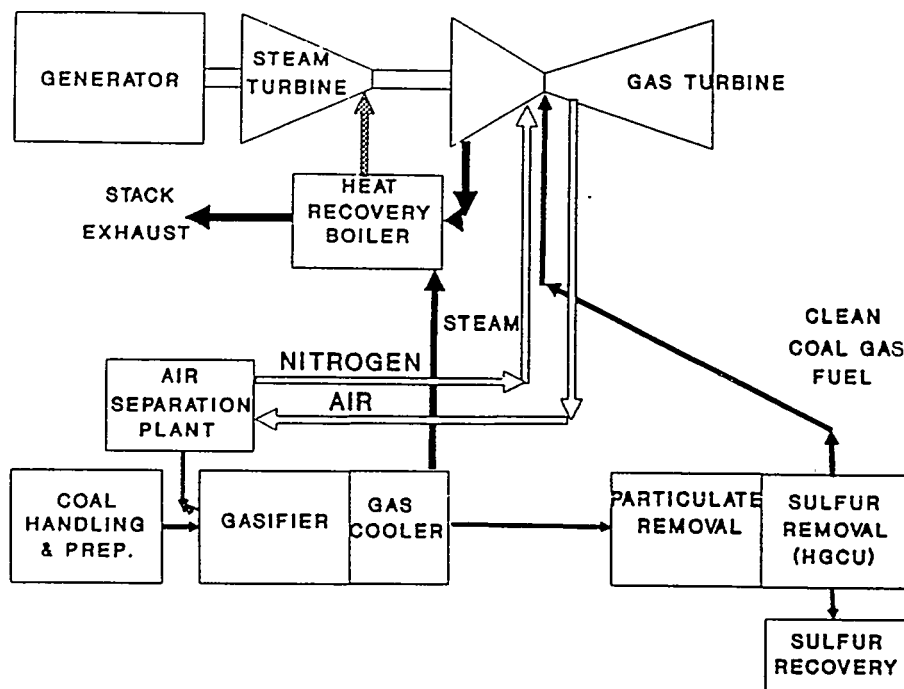 GENERATOR
STEAM
TURBINE
GAS TURBINE
HEAT
RECOVERY
BOILER
STACK
EXHAUST
STEAM
CLEAN
COAL GAS
FUEL
NITROGEN
AIR
AIR
SEPARATION
PLANT
COAL
HANDLING
& PREP.
GASIFIER
GAS
COOLER
PARTICULATE
REMOVAL
SULFUR
REMOVAL
(HGCU)
SULFUR
RECOVERY